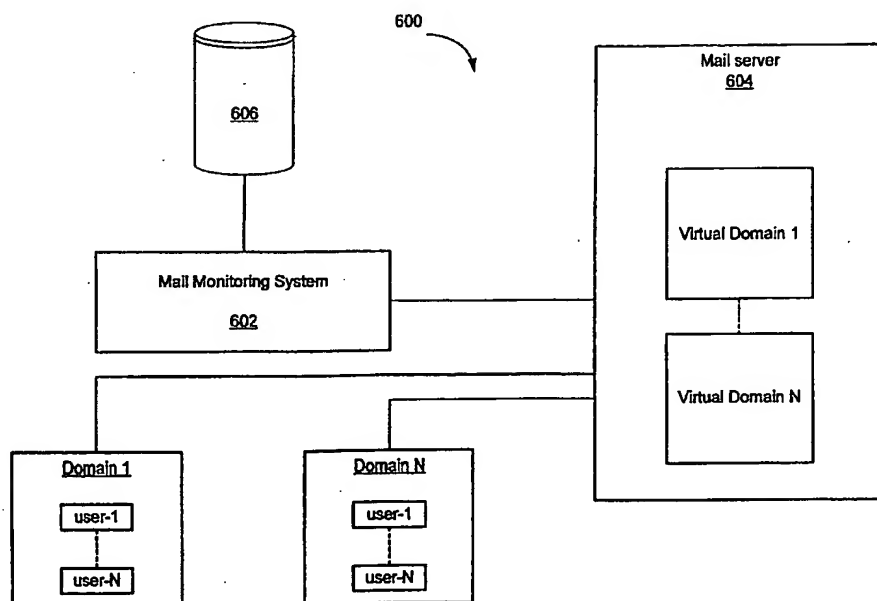 600
Mail server
604
606
Virtual Domain 1
Mail Monitoring System
602
Virtual Domain N
Domain 1
user-1
user-N
Domain N
user-1
user-N